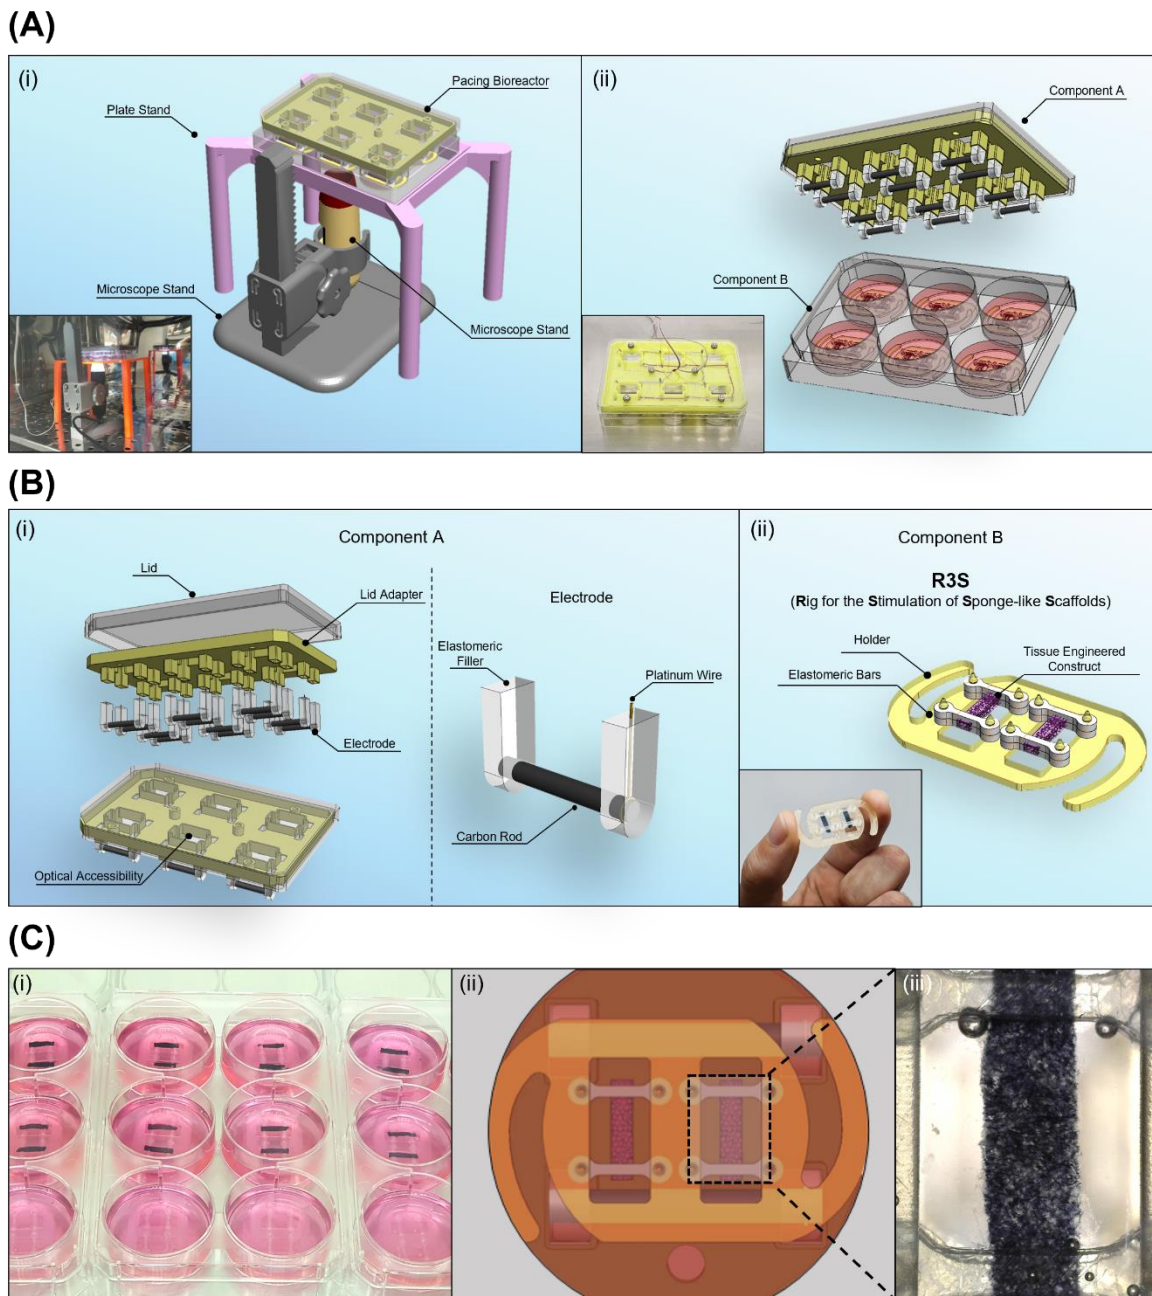 (A)
(i)
Pacing Bioreactor
Plate Stand
Microscope Stand
Microscope Stand
(ii)
Component A
Component B
(B)
(i)
Component A
Lid
Lid Adapter
Electrode
Optical Accessibility
Electrode
Elastomeric
Filler
Platinum Wire
Carbon Rod
(ii)
Component B
R3S
(Rig for the Stimulation of Sponge-like Scaffolds)
Holder
Tissue Engineered
Construct
Elastomeric Bars
(C)
(i)
(ii)
(iii)